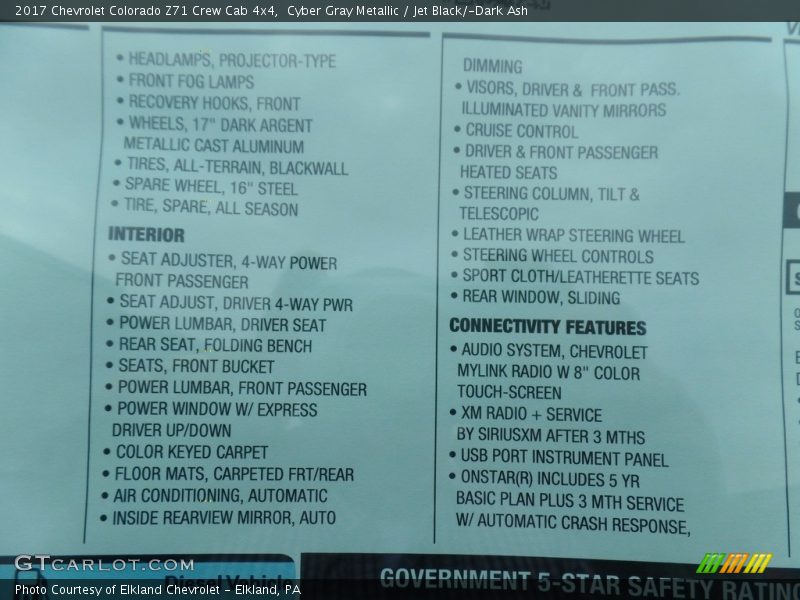 2017 Chevrolet Colorado Z71 Crew Cab 4x4,  Cyber Gray Metallic / Jet Black/­Dark Ash
• HEADLAMPS, PROJECTOR-TYPE
• FRONT FOG LAMPS
• RECOVERY HOOKS, FRONT
• WHEELS, 17" DARK ARGENT
METALLIC CAST ALUMINUM
• TIRES, ALL-TERRAIN, BLACKWALL
• SPARE WHEEL, 16" STEEL
• TIRE, SPARE, ALL SEASON
INTERIOR
• SEAT ADJUSTER, 4-WAY POWER
FRONT PASSENGER
• SEAT ADJUST, DRIVER 4-WAY PWR
• POWER LUMBAR, DRIVER SEAT
• REAR SEAT, FOLDING BENCH
• SEATS, FRONT BUCKET
• POWER LUMBAR, FRONT PASSENGER
• POWER WINDOW W/ EXPRESS
DRIVER UP/DOWN
• COLOR KEYED CARPET
• FLOOR MATS, CARPETED FRT/REAR
• AIR CONDITIONING, AUTOMATIC
• INSIDE REARVIEW MIRROR, AUTO
DIMMING
• VISORS, DRIVER & FRONT PASS.
ILLUMINATED VANITY MIRRORS
• CRUISE CONTROL
• DRIVER & FRONT PASSENGER
HEATED SEATS
• STEERING COLUMN, TILT &
TELESCOPIC
• LEATHER WRAP STEERING WHEEL
• STEERING WHEEL CONTROLS
• SPORT CLOTH/LEATHERETTE SEATS
• REAR WINDOW, SLIDING
CONNECTIVITY FEATURES
• AUDIO SYSTEM, CHEVROLET
MYLINK RADIO W 8" COLOR
TOUCH-SCREEN
• XM RADIO + SERVICE
BY SIRIUSXM AFTER 3 MTHS
• USB PORT INSTRUMENT PANEL
• ONSTAR(R) INCLUDES 5 YR
BASIC PLAN PLUS 3 MTH SERVICE
W/ AUTOMATIC CRASH RESPONSE,
GTCarLot.com
Diesel Vehicle
GOVERNMENT 5-STAR SAFETY RATING
Photo Courtesy of Elkland Chevrolet - Elkland, PA